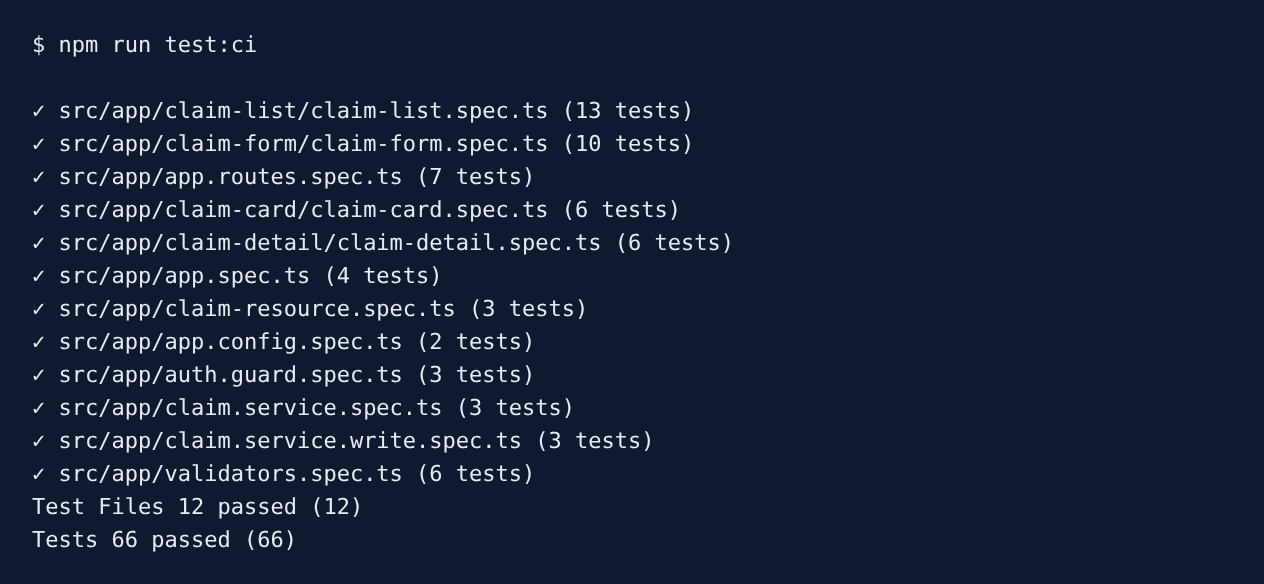 $ npm run test:ci
✓ src/app/claim-list/claim-list.spec.ts (13 tests)
✓ src/app/claim-form/claim-form.spec.ts (10 tests)
✓ src/app/app.routes.spec.ts (7 tests)
✓ src/app/claim-card/claim-card.spec.ts (6 tests)
✓ src/app/claim-detail/claim-detail.spec.ts (6 tests)
✓ src/app/app.spec.ts (4 tests)
✓ src/app/claim-resource.spec.ts (3 tests)
✓ src/app/app.config.spec.ts (2 tests)
✓ src/app/auth.guard.spec.ts (3 tests)
✓ src/app/claim.service.spec.ts (3 tests)
✓ src/app/claim.service.write.spec.ts (3 tests)
✓ src/app/validators.spec.ts (6 tests)
Test Files 12 passed (12)
Tests 66 passed (66)